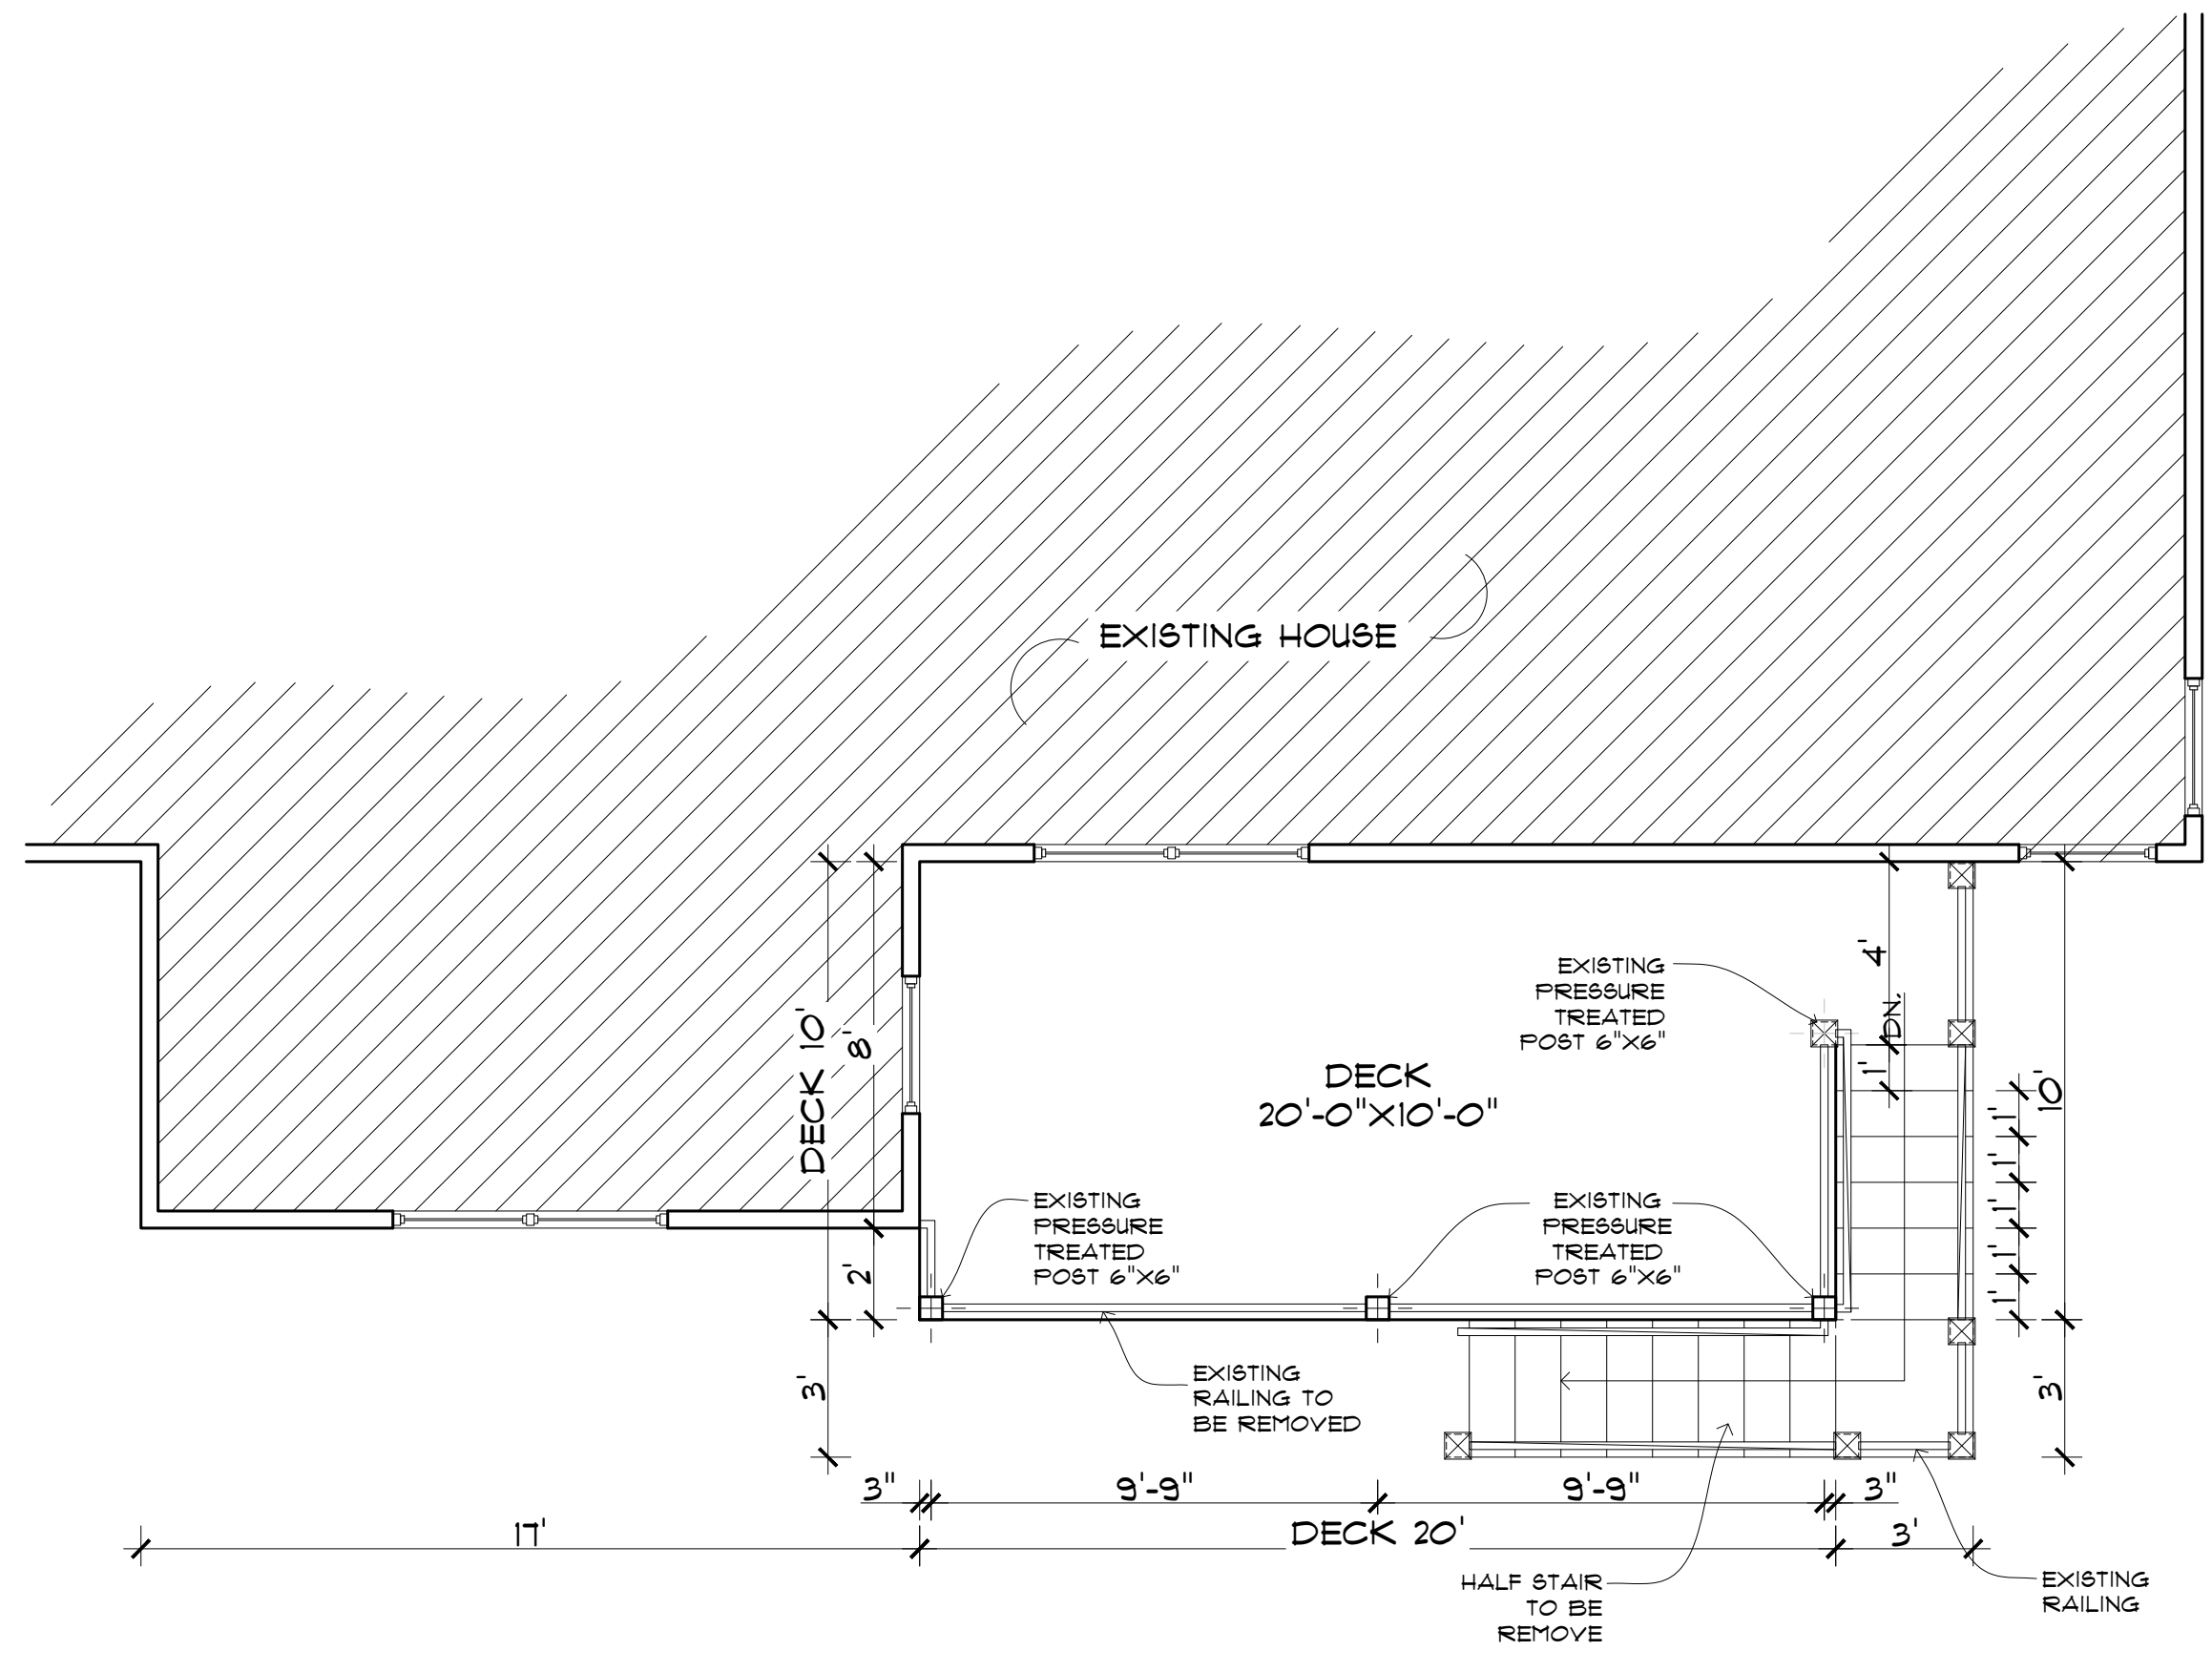 EXISTING HOUSE
EXISTING
PRESSURE
TREATED
POST 6"X6"
4'
DN.
1'
DECK 10'
8'
DECK
20'-0"X10'-0"
10'
1'
1'
1'
1'
1'
EXISTING
PRESSURE
TREATED
POST 6"X6"
EXISTING
PRESSURE
TREATED
POST 6"X6"
2'
3'
EXISTING
RAILING TO
BE REMOVED
3'
3"
9'-9"
9'-9"
3"
17'
DECK 20'
3'
HALF STAIR
TO BE
REMOVE
EXISTING
RAILING